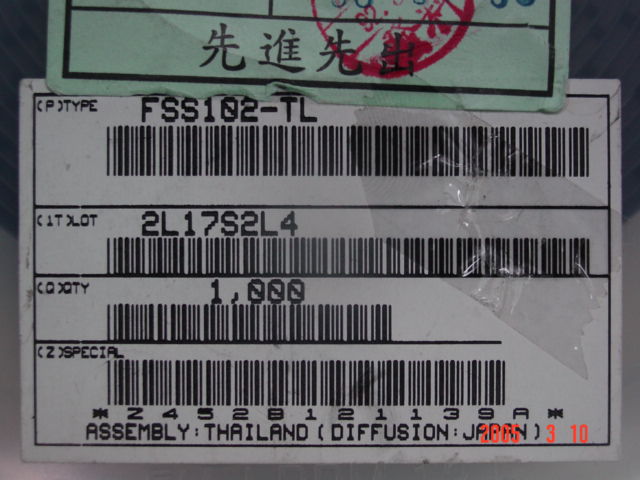 先進先出
(P)TYPE FSS102-TL
(1T)LOT 2L17S2L4
(Q)QTY 1,000
(Z)SPECIAL
*Z452B121139A*
ASSEMBLY:THAILAND(DIFFUSION:JAPAN)
2005 3 10